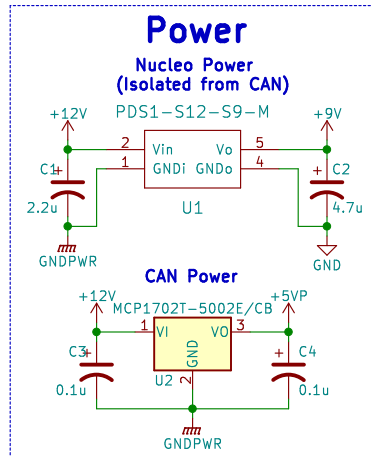 Power
Nucleo Power
(Isolated from CAN)
PDS1-S12-S9-M
+12V
+9V
2 Vin Vo 5
1 GNDi GNDo 4
C1 +
+ C2
2.2u
4.7u
U1
GNDPWR
GND
CAN Power
+12V
+5VP
MCP1702T-5002E/CB
1 VI VO 3
GND
C3 +
+ C4
U2 2
0.1u
0.1u
GNDPWR